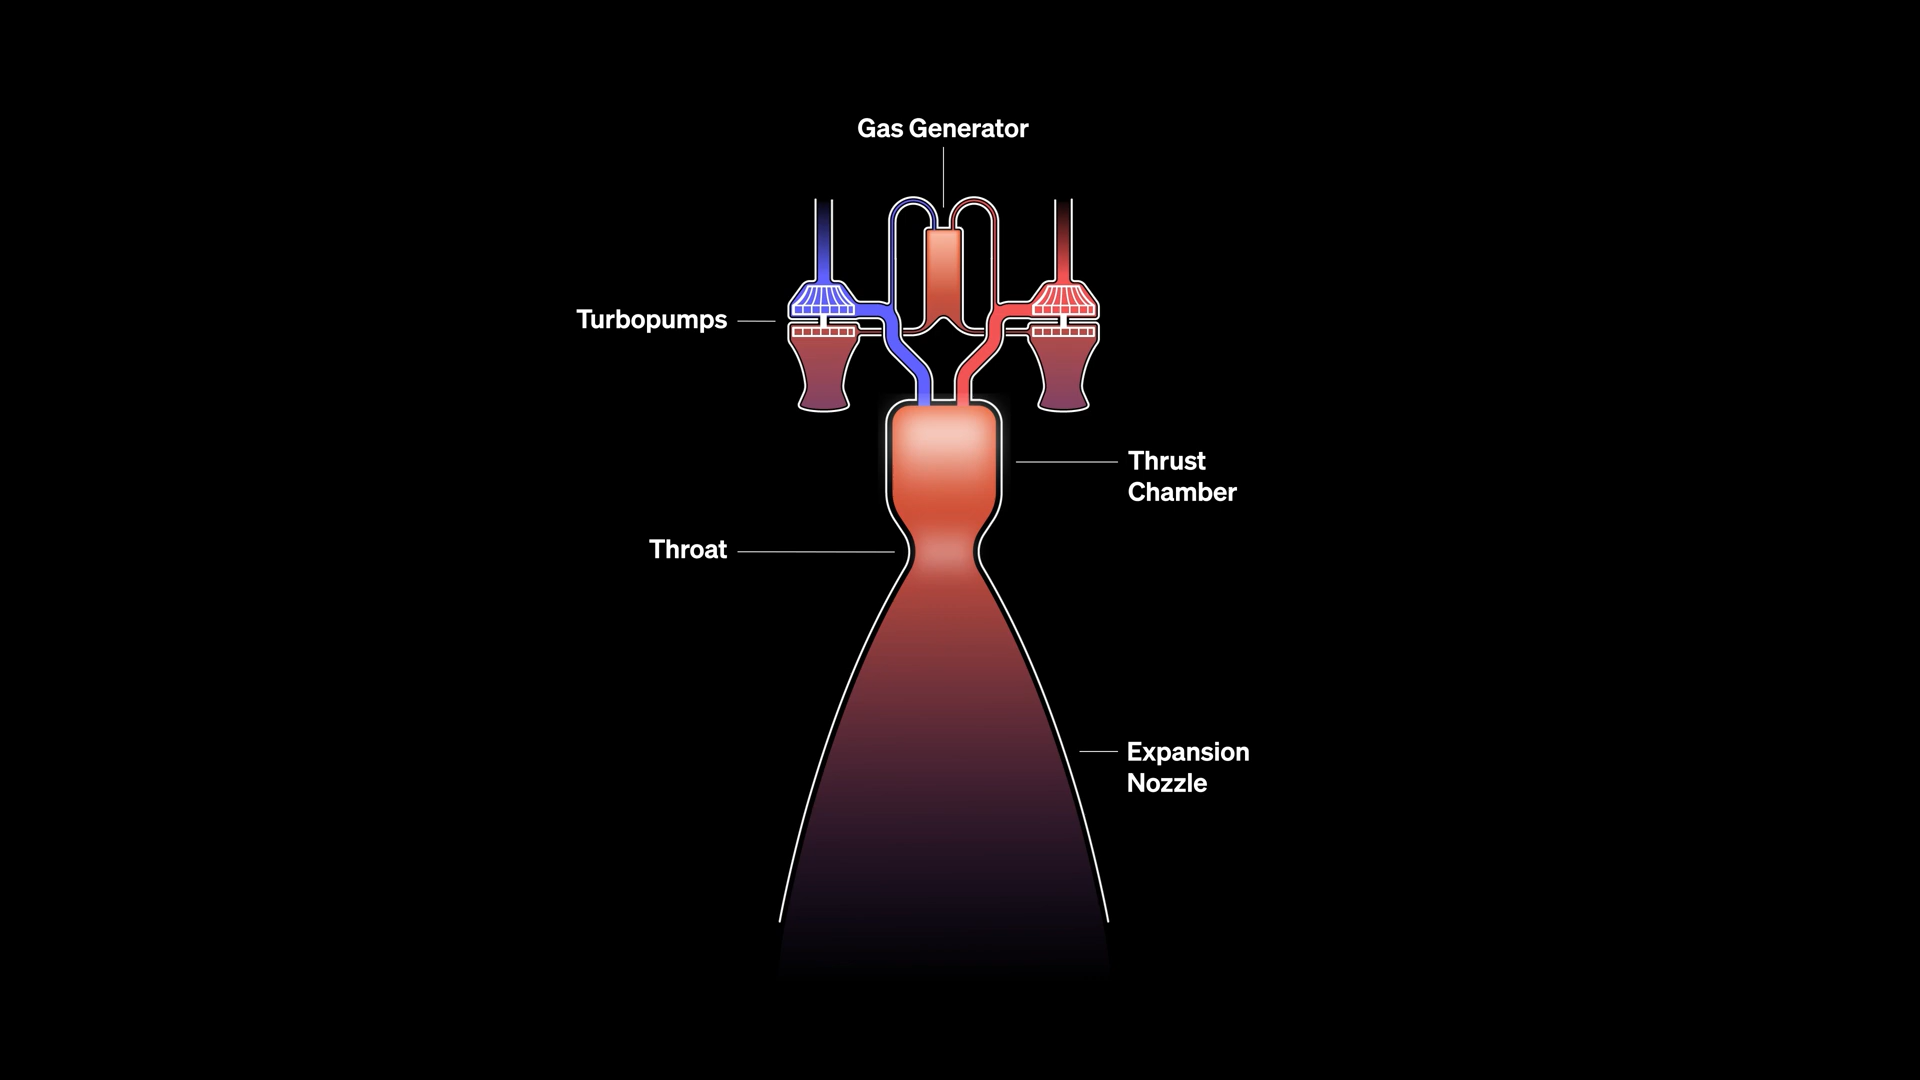 Gas Generator
Turbopumps
Thrust
Chamber
Throat
Expansion
Nozzle